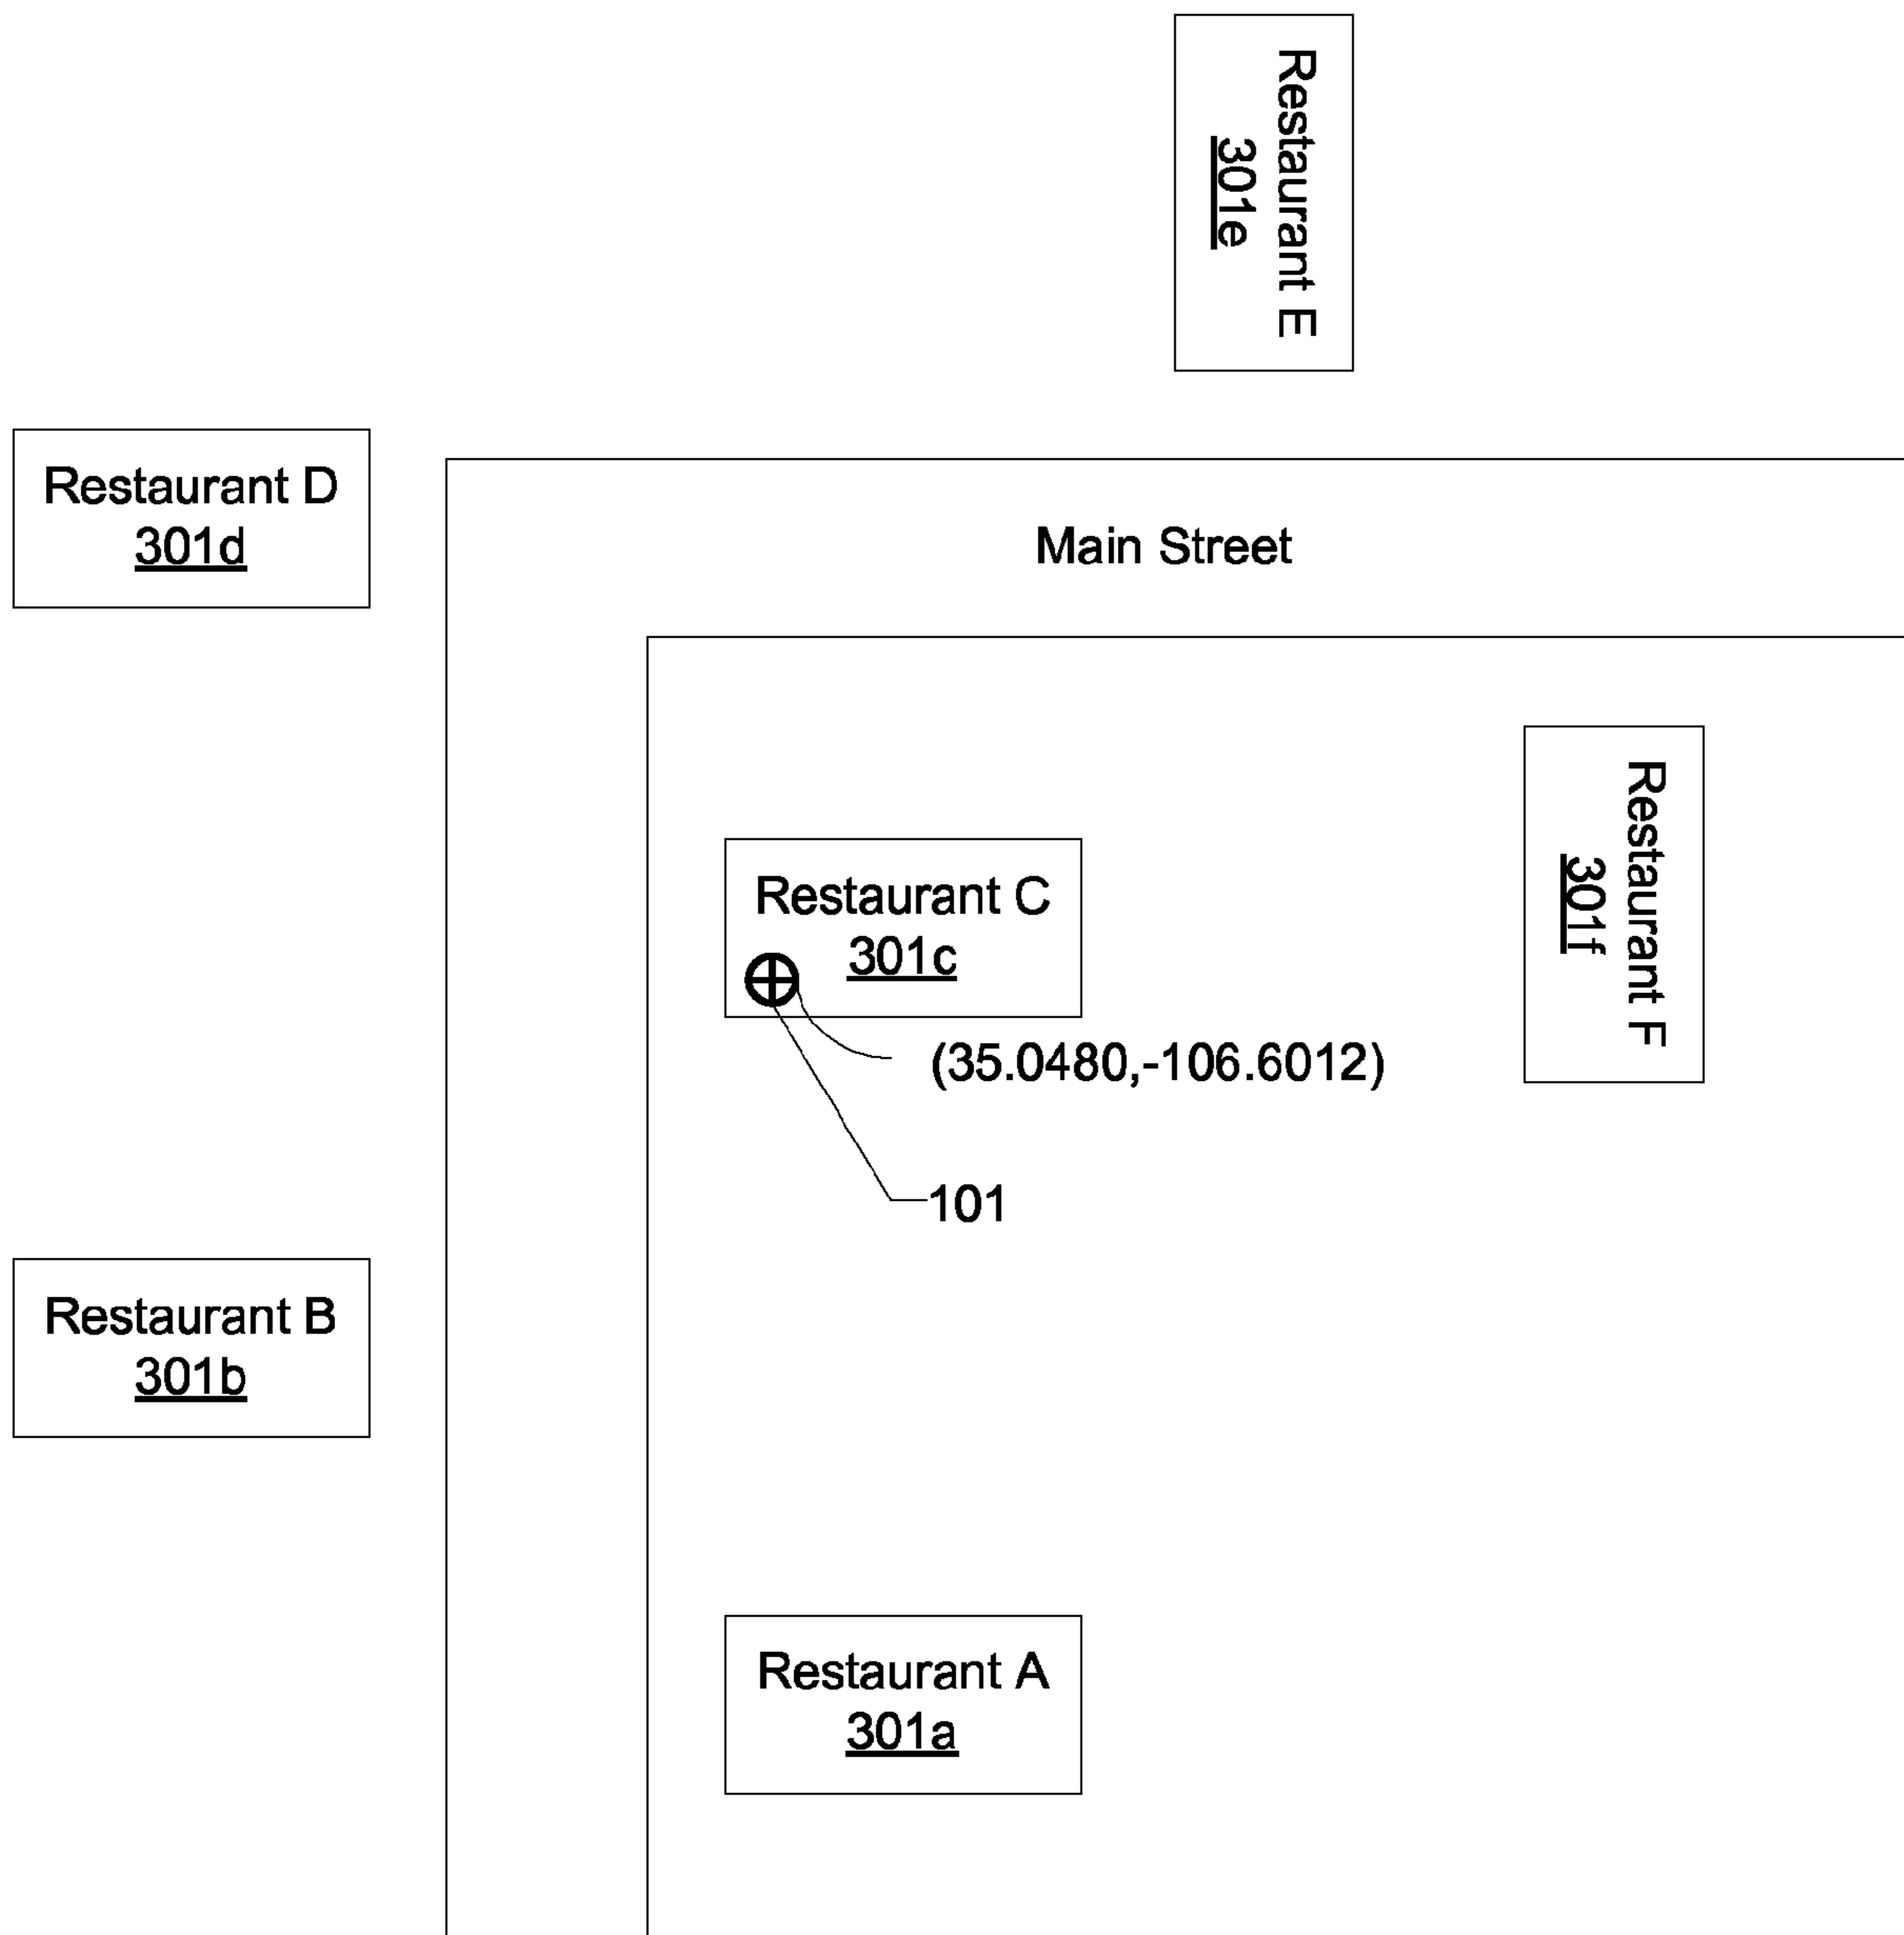 Restaurant E
301e
Restaurant D
301d
Main Street
Restaurant F
301f
Restaurant C
301c
(35.0480,-106.6012)
101
Restaurant B
301b
Restaurant A
301a